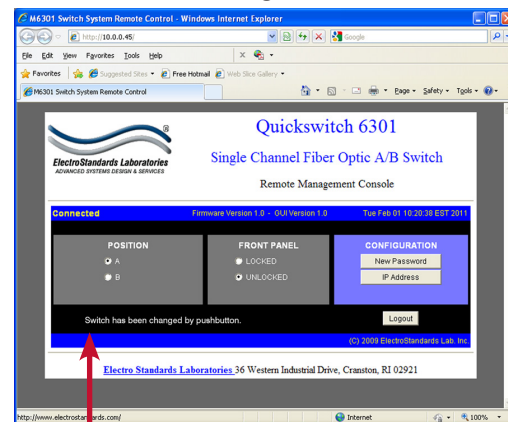 M6301 Switch System Remote Control - Windows Internet Explorer
http://10.0.0.45/
Google
File Edit View Favorites Tools Help
Favorites Suggested Sites Free Hotmail Web Slice Gallery
M6301 Switch System Remote Control
Page Safety Tools
®
Quickswitch 6301
ElectroStandards Laboratories
ADVANCED SYSTEMS DESIGN & SERVICES
Single Channel Fiber Optic A/B Switch
Remote Management Console
Connected Firmware Version 1.0 - GUI Version 1.0 Tue Feb 01 10:20:38 EST 2011
POSITION FRONT PANEL CONFIGURATION
A LOCKED New Password
B UNLOCKED IP Address
Switch has been changed by pushbutton. Logout
(C) 2009 ElectroStandards Lab. Inc.
Electro Standards Laboratories 36 Western Industrial Drive, Cranston, RI 02921
http://www.electrostandards.com/ Internet 100%